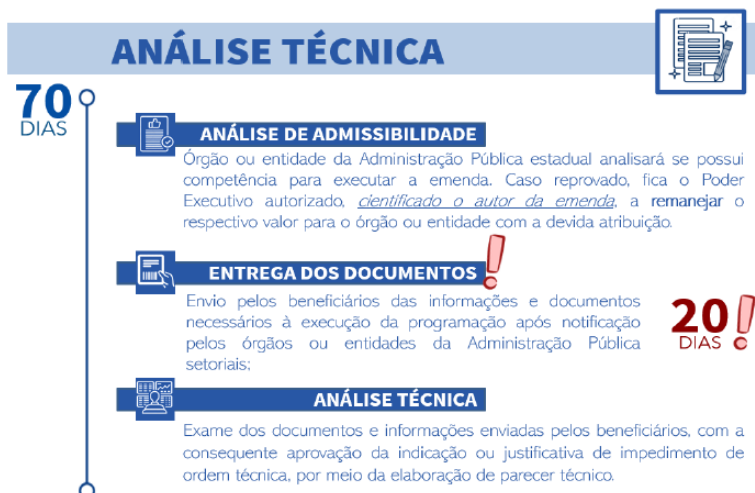 ANÁLISE TÉCNICA
70
DIAS
ANÁLISE DE ADMISSIBILIDADE
Órgão ou entidade da Administração Pública estadual analisará se possui
competência para executar a emenda. Caso reprovado, fica o Poder
Executivo autorizado, cientificado o autor da emenda, a remanejar o
respectivo valor para o órgão ou entidade com a devida atribuição.
ENTREGA DOS DOCUMENTOS !
Envio pelos beneficiários das informações e documentos
necessários à execução da programação após notificação
pelos órgãos ou entidades da Administração Pública
setoriais;
20 !
DIAS
ANÁLISE TÉCNICA
Exame dos documentos e informações enviadas pelos beneficiários, com a
consequente aprovação da indicação ou justificativa de impedimento de
ordem técnica, por meio da elaboração de parecer técnico.